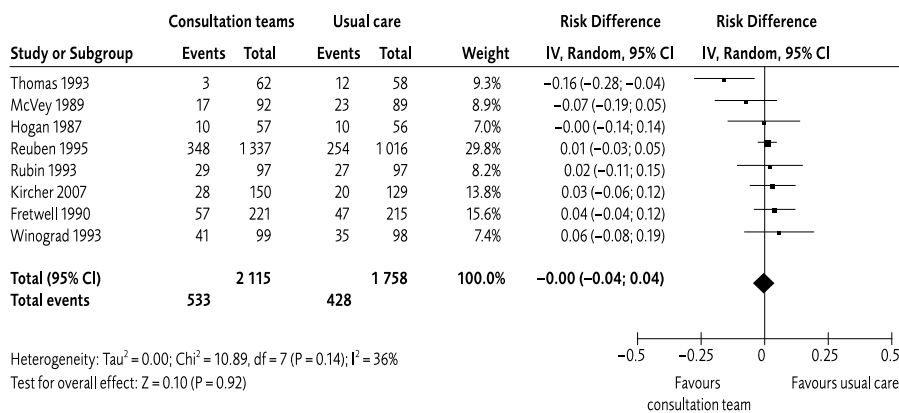 Consultation teams Usual care Risk Difference Risk Difference
Study or Subgroup Events Total Events Total Weight IV, Random, 95% CI IV, Random, 95% CI
Thomas 1993 3 62 12 58 9.3% −0.16 (−0.28; −0.04)
McVey 1989 17 92 23 89 8.9% −0.07 (−0.19; 0.05)
Hogan 1987 10 57 10 56 7.0% −0.00 (−0.14; 0.14)
Reuben 1995 348 1 337 254 1 016 29.8% 0.01 (−0.03; 0.05)
Rubin 1993 29 97 27 97 8.2% 0.02 (−0.11; 0.15)
Kircher 2007 28 150 20 129 13.8% 0.03 (−0.06; 0.12)
Fretwell 1990 57 221 47 215 15.6% 0.04 (−0.04; 0.12)
Winograd 1993 41 99 35 98 7.4% 0.06 (−0.08; 0.19)
Total (95% CI) 2 115 1 758 100.0% −0.00 (−0.04; 0.04)
Total events 533 428
Heterogeneity: Tau² = 0.00; Chi² = 10.89, df = 7 (P = 0.14); I² = 36%
Test for overall effect: Z = 0.10 (P = 0.92)
−0.5 −0.25 0 0.25 0.5
Favours Favours usual care
consultation team